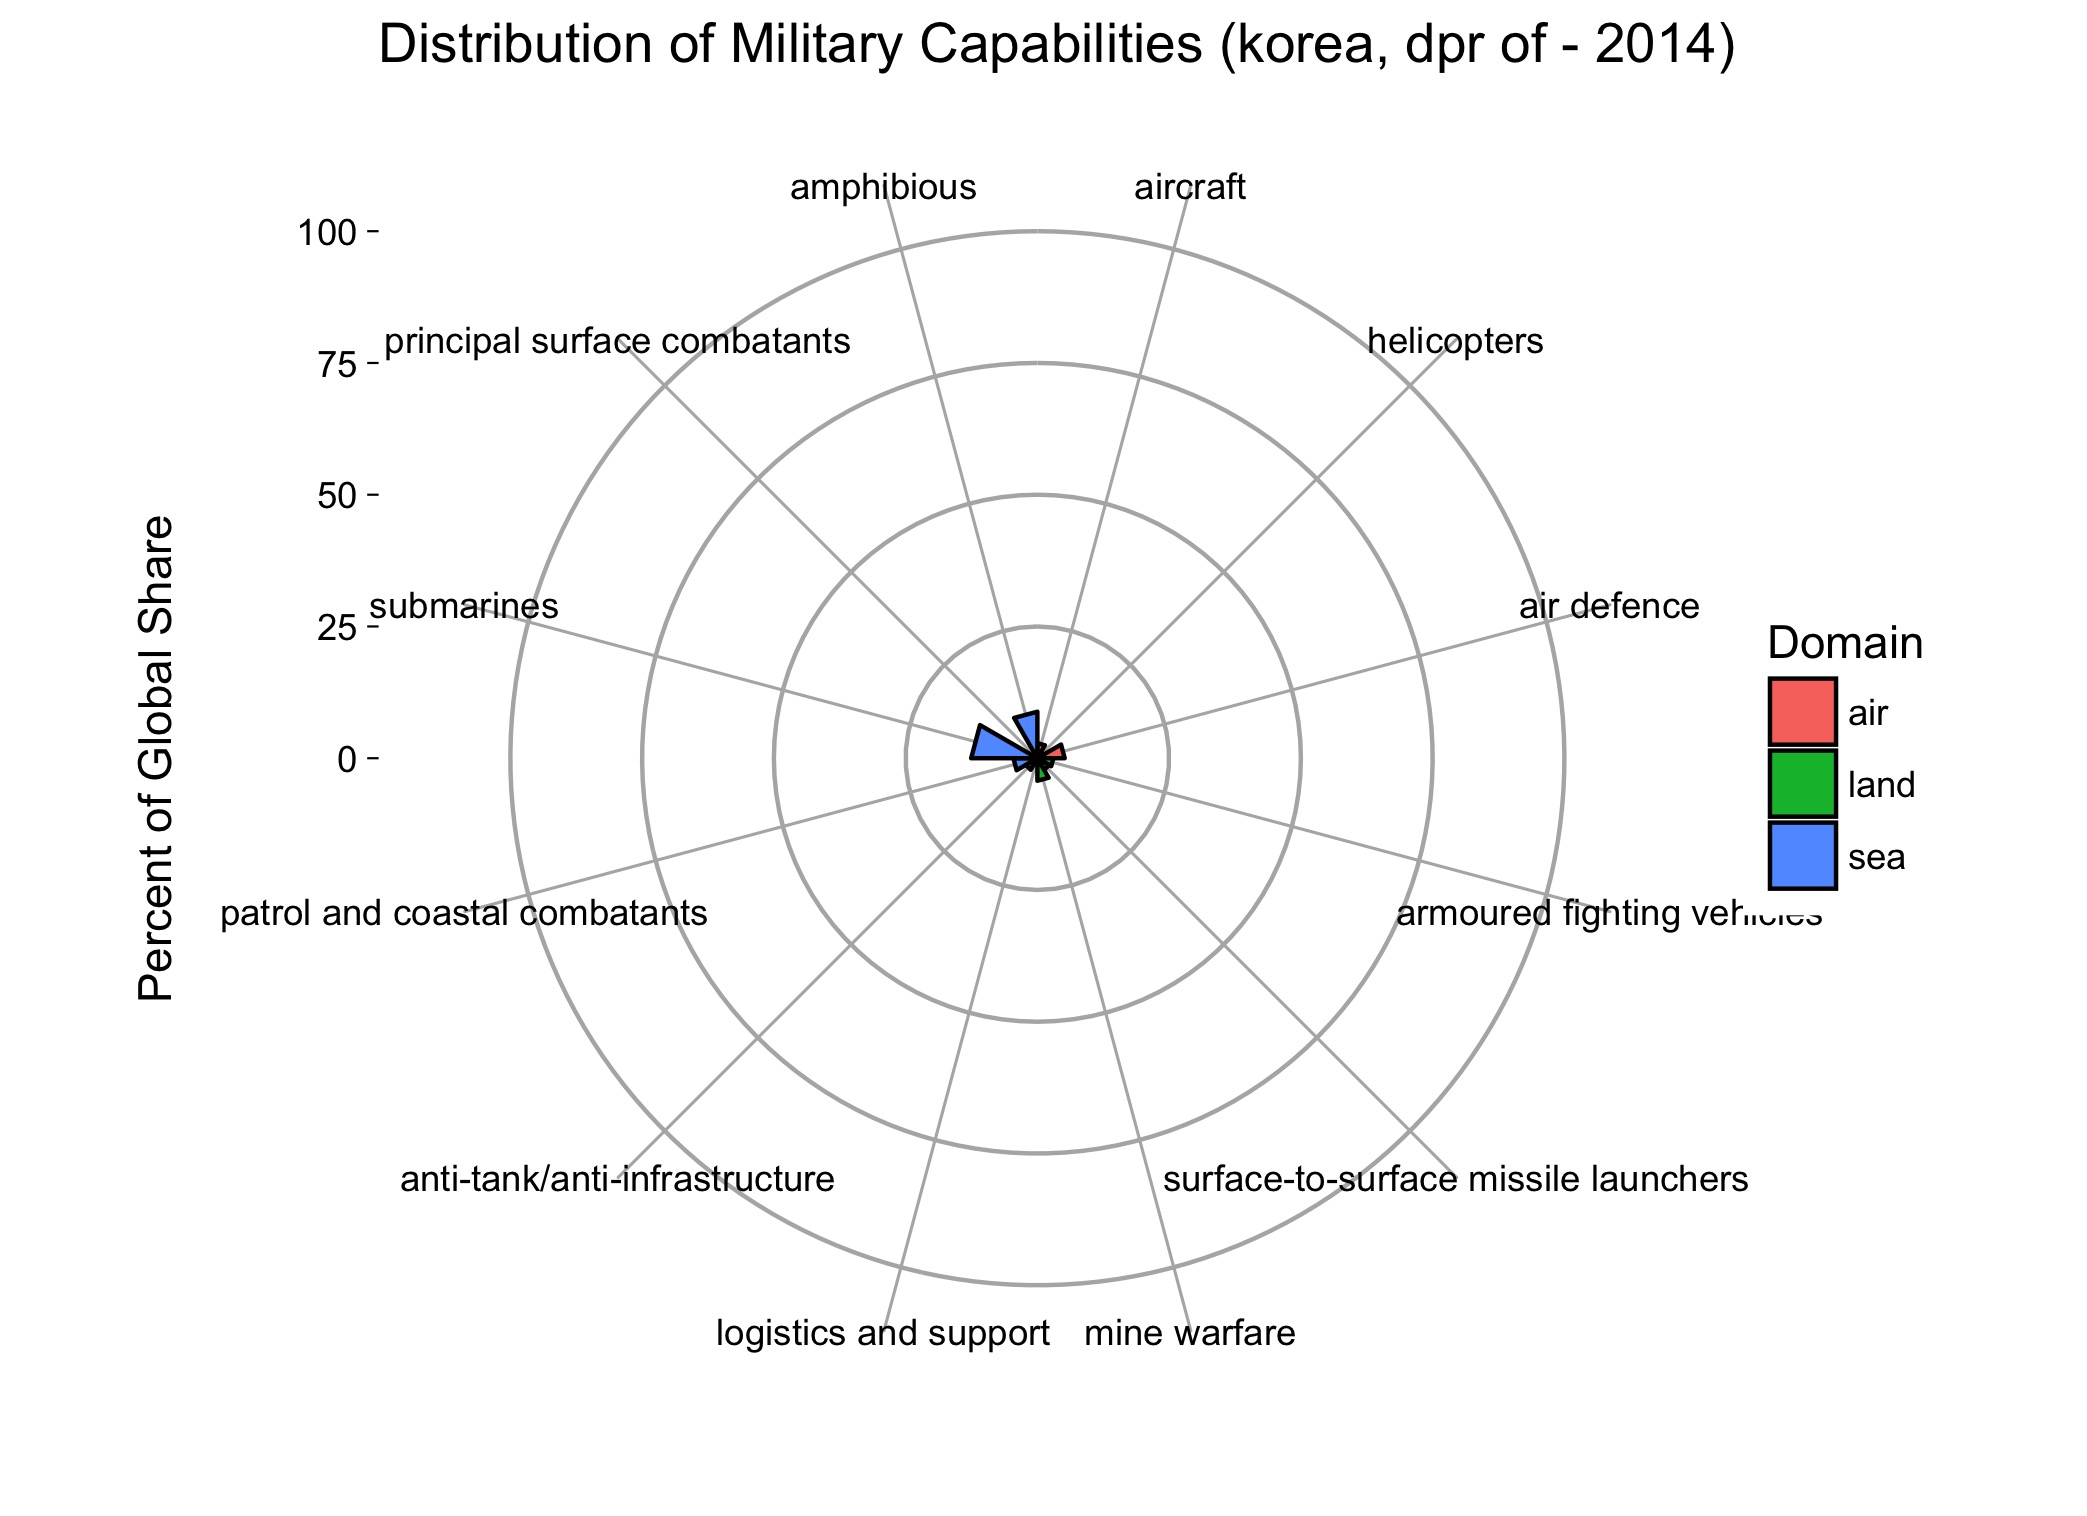 Distribution of Military Capabilities (korea, dpr of - 2014)
amphibious
aircraft
100
principal surface combatants
helicopters
75
50
submarines
air defence
25
Percent of Global Share
0
Domain
air
land
sea
patrol and coastal combatants
armoured fighting vehicles
anti-tank/anti-infrastructure
surface-to-surface missile launchers
logistics and support
mine warfare